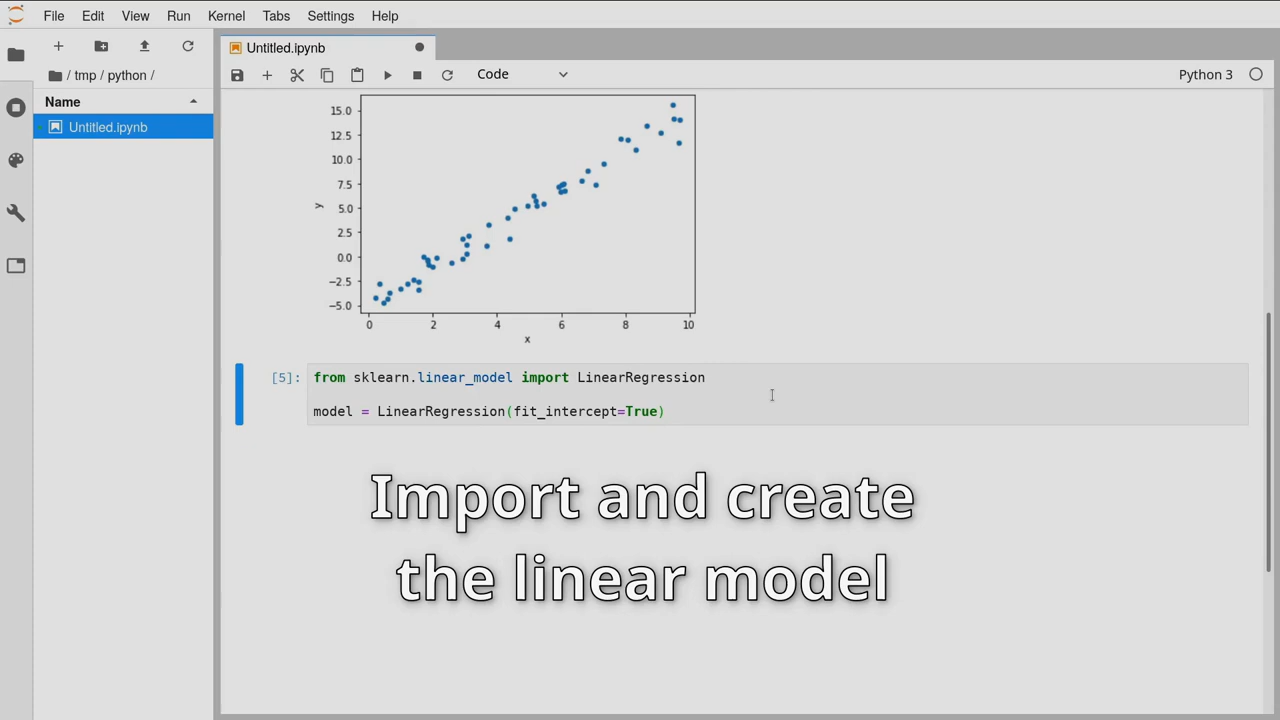 File Edit View Run Kernel Tabs Settings Help
Untitled.ipynb
/ tmp / python /
Code
Python 3
Name
Untitled.ipynb
15.0
12.5
10.0
7.5
5.0
2.5
0.0
−2.5
−5.0
y
0 2 4 6 8 10
x
[5]: from sklearn.linear_model import LinearRegression
model = LinearRegression(fit_intercept=True)
Import and create
the linear model